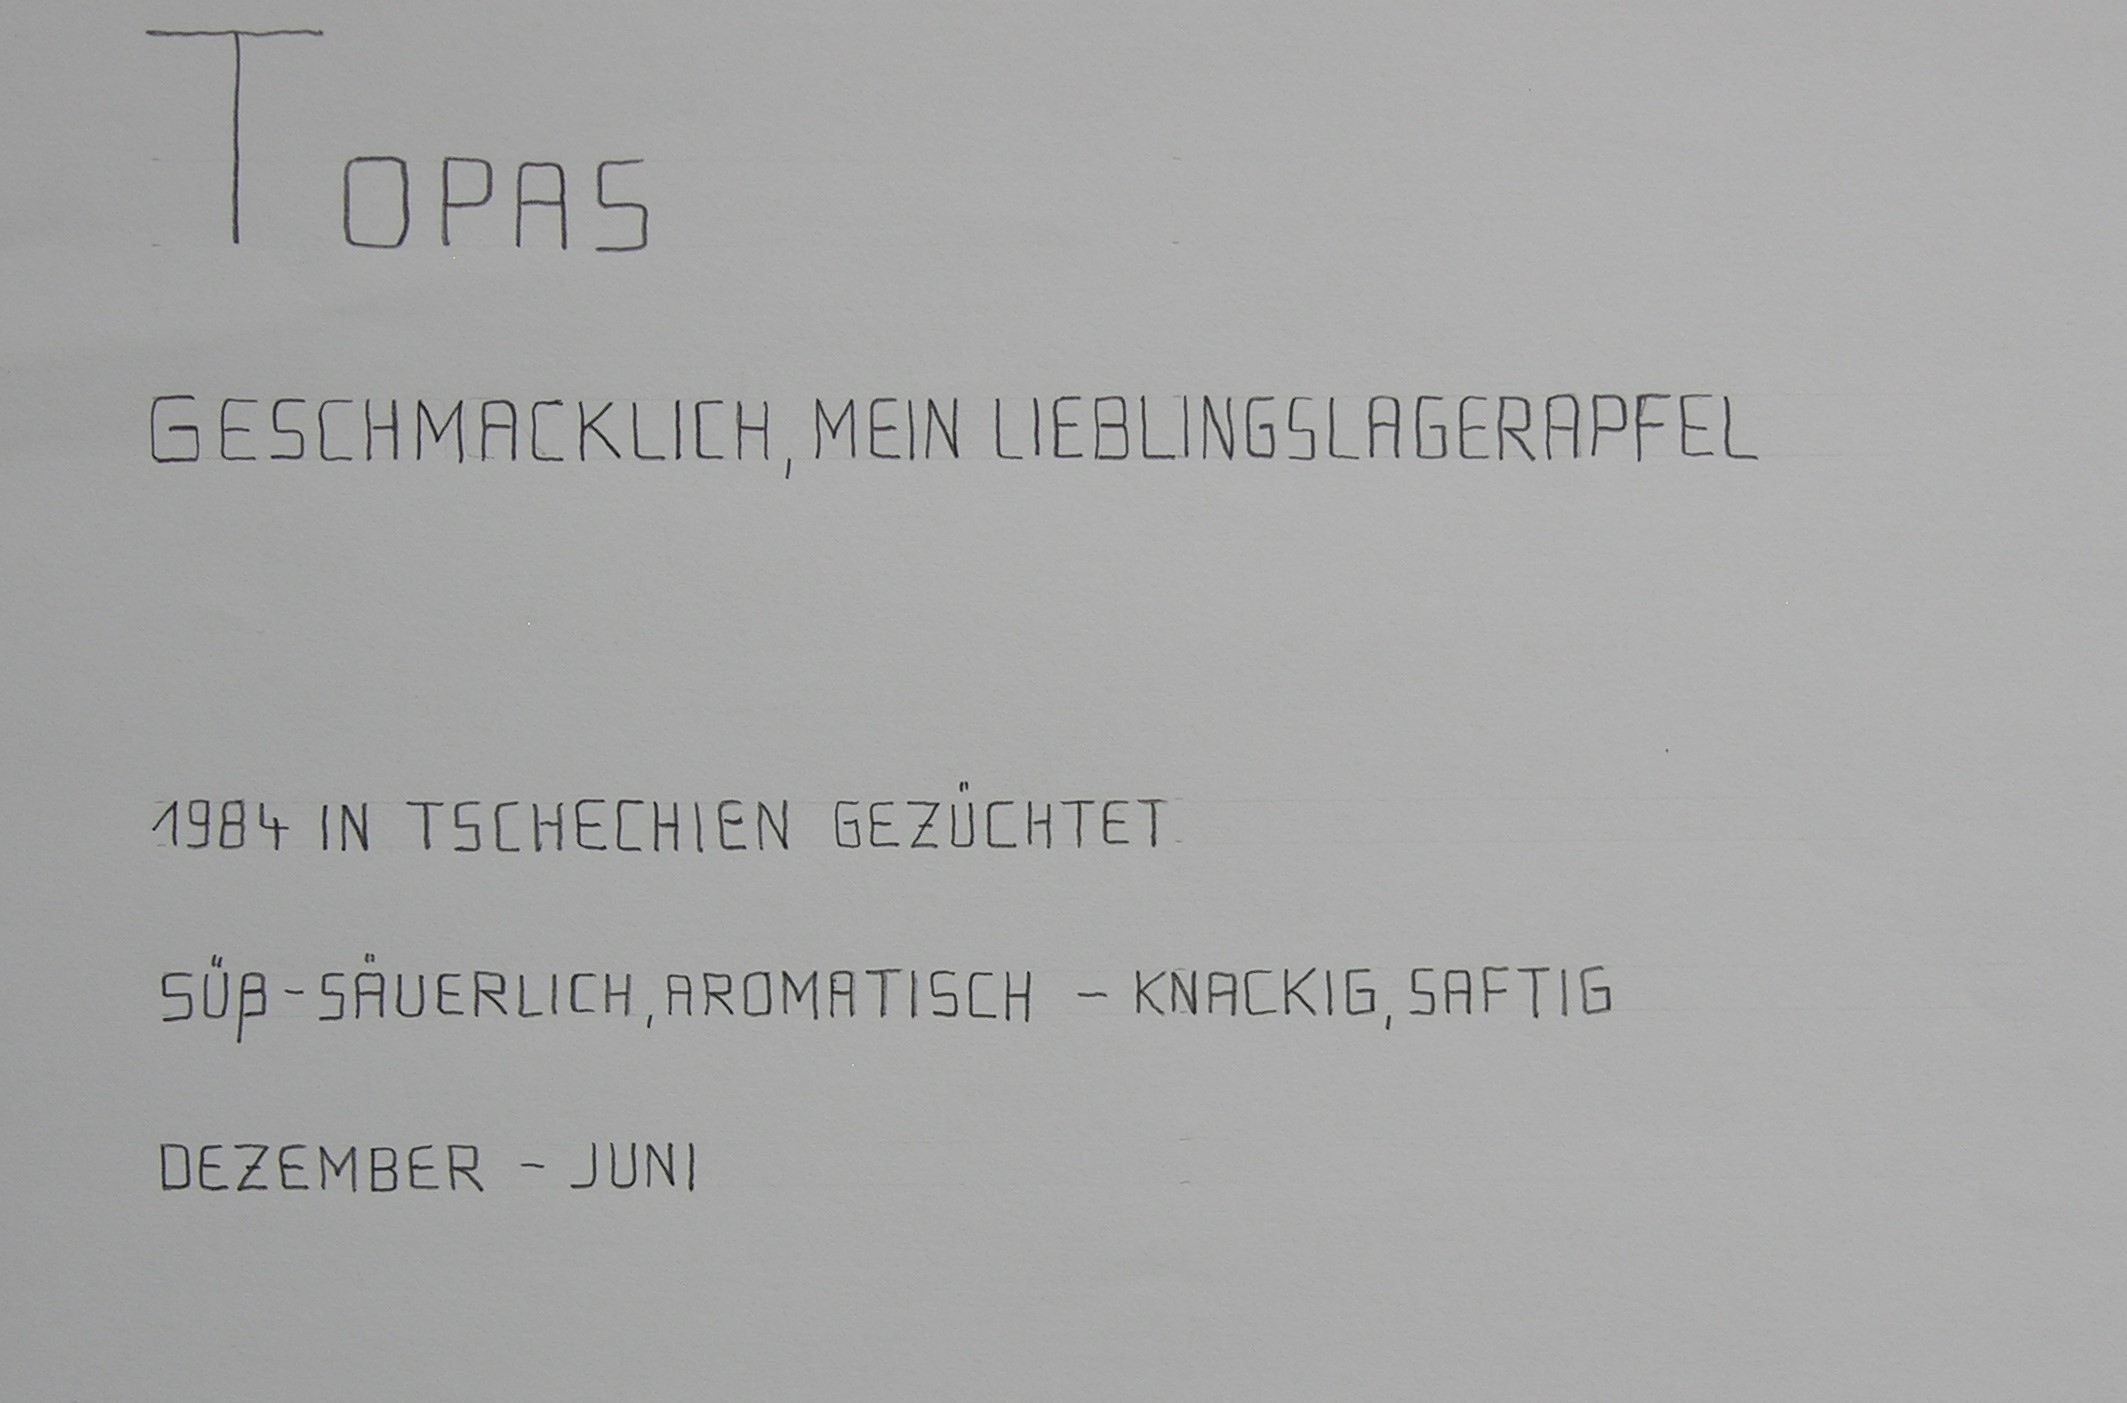 TOPAS
GESCHMACKLICH, MEIN LIEBLINGSLAGERAPFEL
1984 IN TSCHECHIEN GEZÜCHTET
SÜß-SÄUERLICH, AROMATISCH – KNACKIG, SAFTIG
DEZEMBER - JUNI